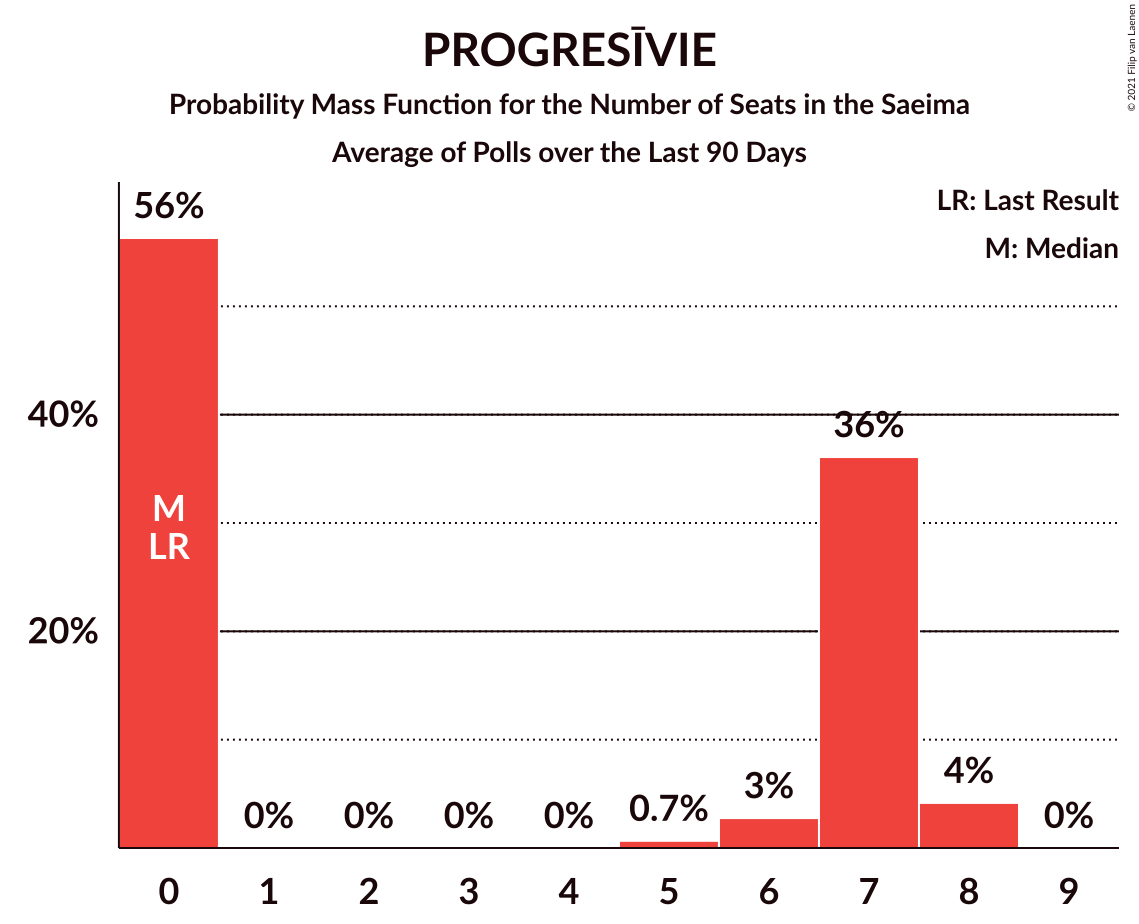 PROGRESĪVIE
Probability Mass Function for the Number of Seats in the Saeima
Average of Polls over the Last 90 Days
© 2021 Filip van Laenen
LR: Last Result
M: Median
56%
40%
36%
M
LR
20%
4%
3%
0.7%
0% 0% 0% 0% 0%
0 1 2 3 4 5 6 7 8 9